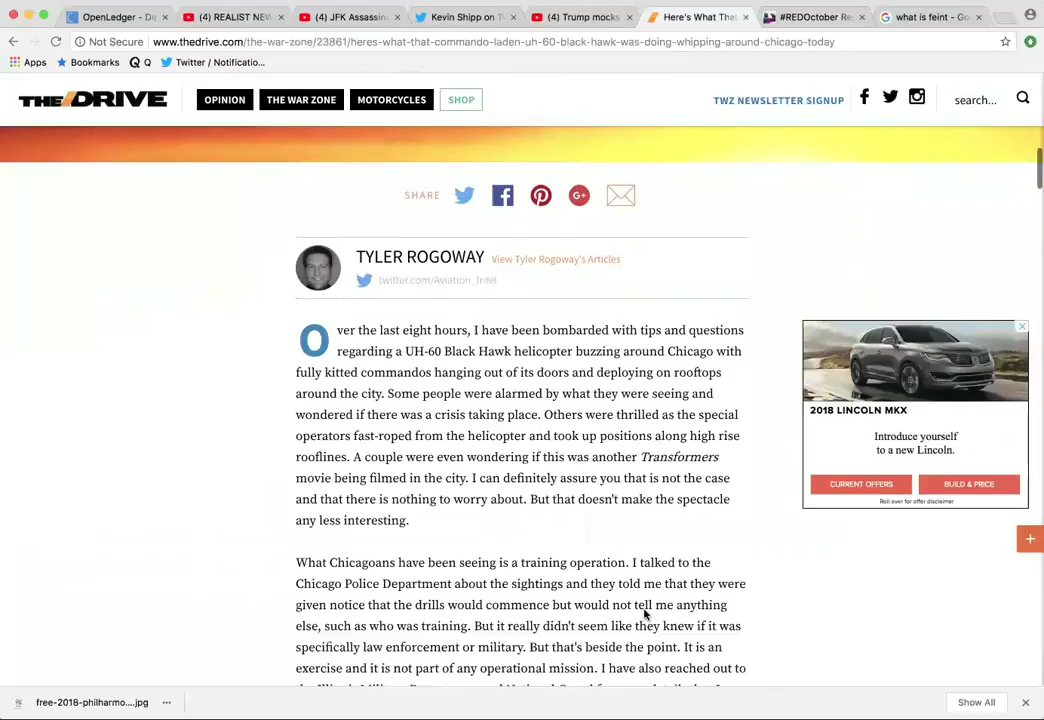 OpenLedger - De
(4) REALIST NEW
(4) JFK Assassin
Kevin Shipp on T
(4) Trump mocks
Here's What Tha
#REDOctober Re
what is feint - Go
Not Secure
www.thedrive.com/the-war-zone/23861/heres-what-that-commando-laden-uh-60-black-hawk-was-doing-whipping-around-chicago-today
Apps Bookmarks Q Twitter / Notificatio...
THE DRIVE
OPINION THE WAR ZONE MOTORCYCLES SHOP
TWZ NEWSLETTER SIGNUP
search...
SHARE
TYLER ROGOWAY View Tyler Rogoway's Articles
twitter.com/Aviation_Intel
Over the last eight hours, I have been bombarded with tips and questions
regarding a UH-60 Black Hawk helicopter buzzing around Chicago with
fully kitted commandos hanging out of its doors and deploying on rooftops
around the city. Some people were alarmed by what they were seeing and
wondered if there was a crisis taking place. Others were thrilled as the special
operators fast-roped from the helicopter and took up positions along high rise
rooflines. A couple were even wondering if this was another Transformers
movie being filmed in the city. I can definitely assure you that is not the case
and that there is nothing to worry about. But that doesn't make the spectacle
any less interesting.
What Chicagoans have been seeing is a training operation. I talked to the
Chicago Police Department about the sightings and they told me that they were
given notice that the drills would commence but would not tell me anything
else, such as who was training. But it really didn't seem like they knew if it was
specifically law enforcement or military. But that's beside the point. It is an
exercise and it is not part of any operational mission. I have also reached out to
2018 LINCOLN MKX
Introduce yourself
to a new Lincoln.
CURRENT OFFERS BUILD & PRICE
Roll over for offer disclaimer
free-2018-philharmo....jpg
Show All